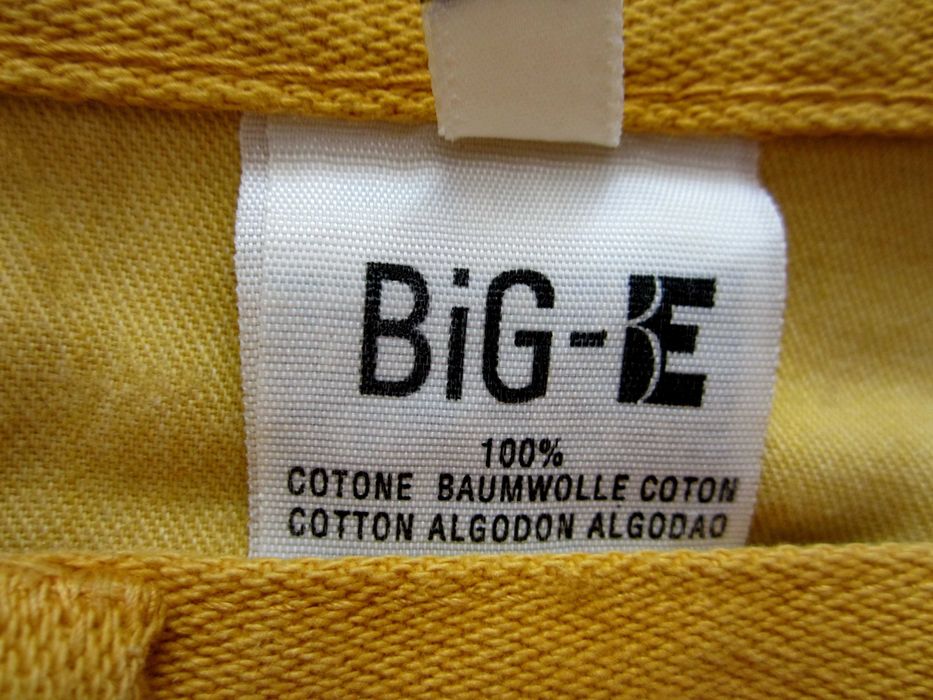 BiG-E
100%
COTONE BAUMWOLLE COTON
COTTON ALGODON ALGODAO